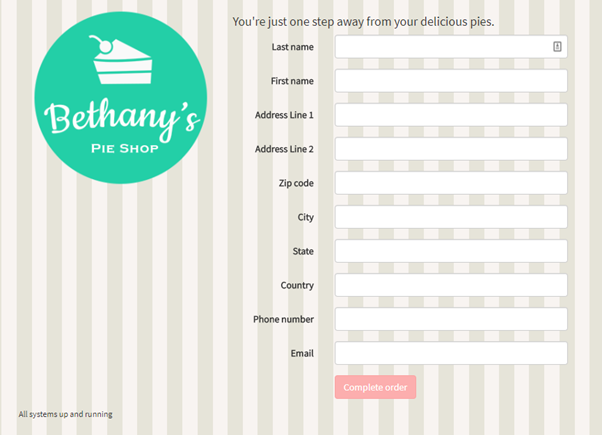 Bethany's
PIE SHOP
You're just one step away from your delicious pies.
Last name
First name
Address Line 1
Address Line 2
Zip code
City
State
Country
Phone number
Email
Complete order
All systems up and running